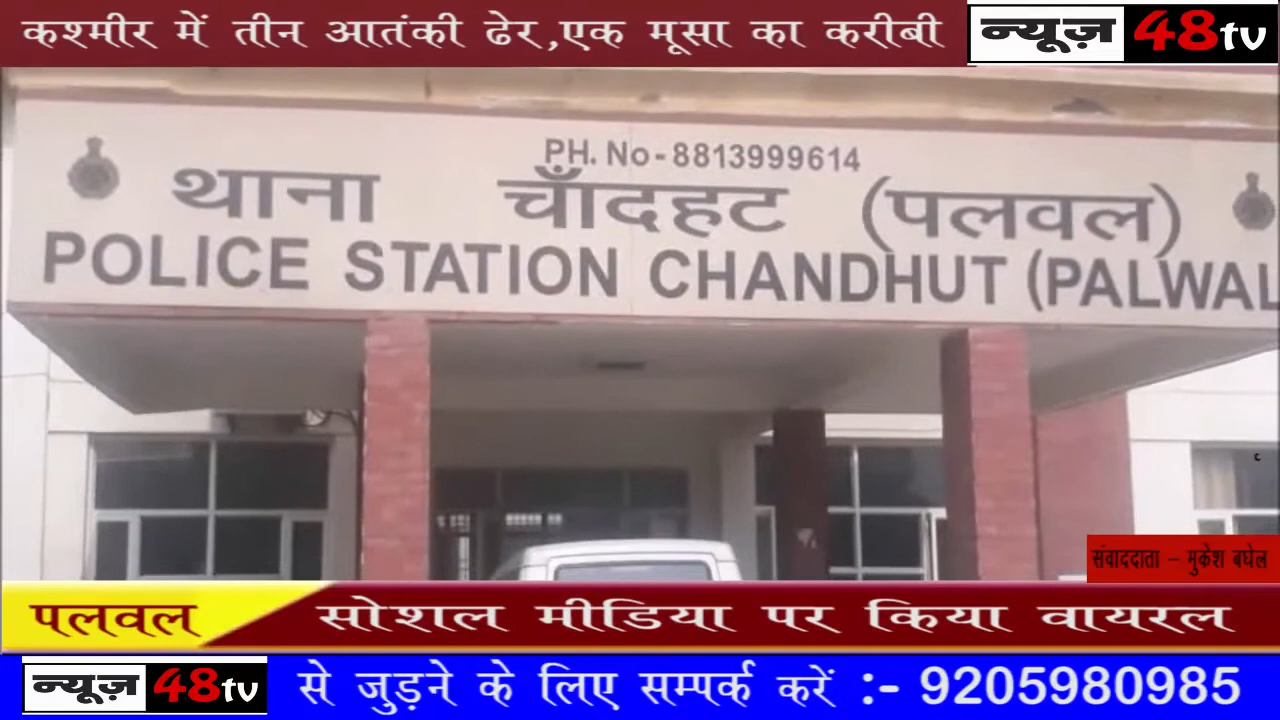 कश्मीर में तीन आतंकी ढेर,एक मूसा का करीबी
न्यूज़ 48tv
PH. No - 8813999614
थाना चाँदहट (पलवल)
POLICE STATION CHANDHUT (PALWAL
संवाददाता – मुकेश बघेल
पलवल
सोशल मीडिया पर किया वायरल
न्यूज़ 48tv से जुड़ने के लिए सम्पर्क करें :- 9205980985